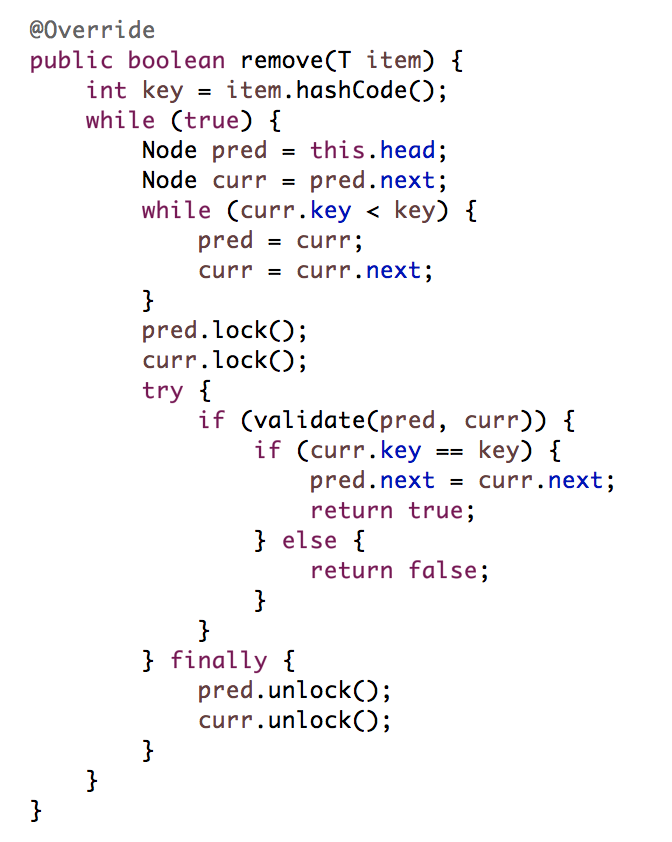 @Override
public boolean remove(T item) {
    int key = item.hashCode();
    while (true) {
        Node pred = this.head;
        Node curr = pred.next;
        while (curr.key < key) {
            pred = curr;
            curr = curr.next;
        }
        pred.lock();
        curr.lock();
        try {
            if (validate(pred, curr)) {
                if (curr.key == key) {
                    pred.next = curr.next;
                    return true;
                } else {
                    return false;
                }
            }
        } finally {
            pred.unlock();
            curr.unlock();
        }
    }
}